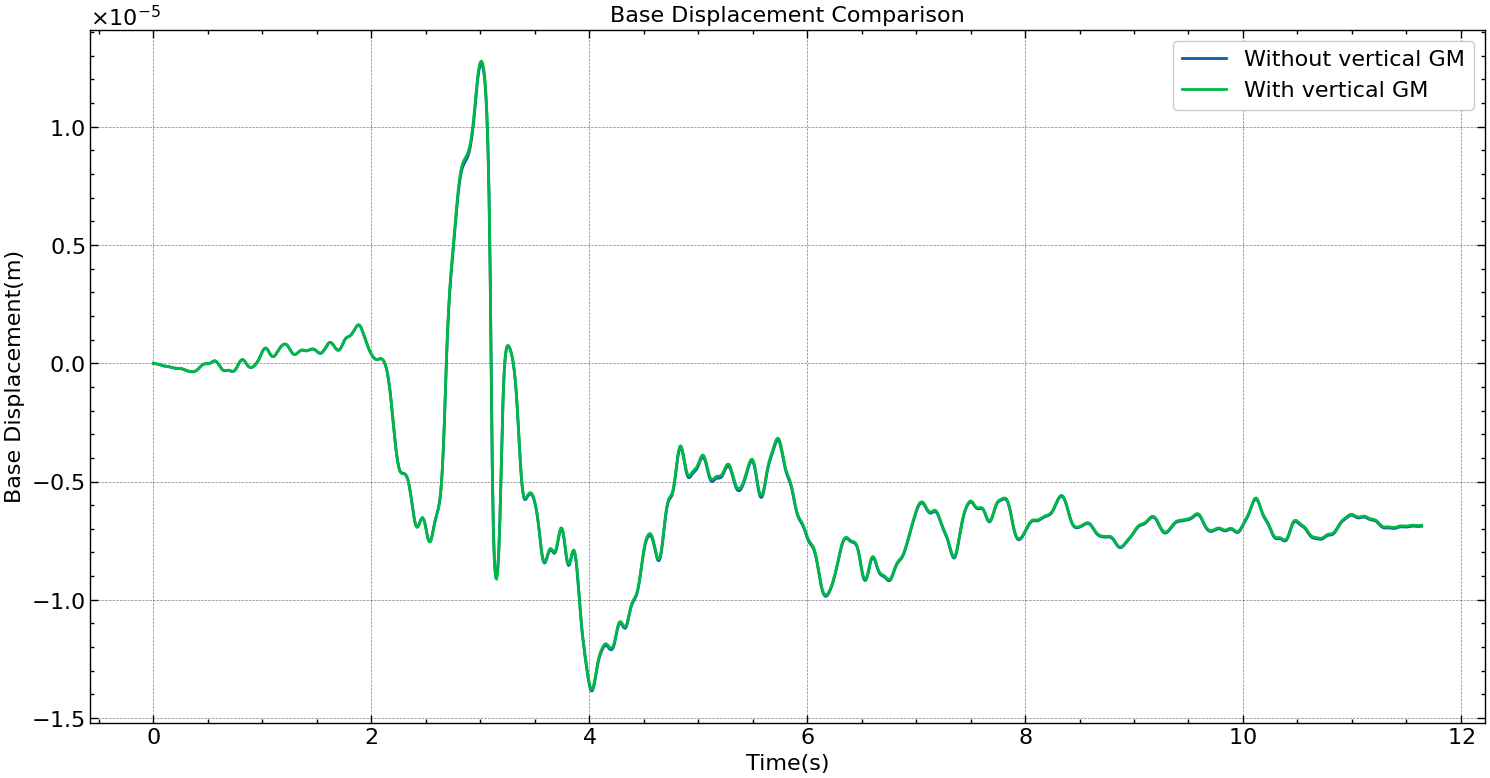 Base Displacement Comparison
×10⁻⁵
Without vertical GM
With vertical GM
1.0
0.5
0.0
−0.5
−1.0
−1.5
Base Displacement(m)
0 2 4 6 8 10 12
Time(s)